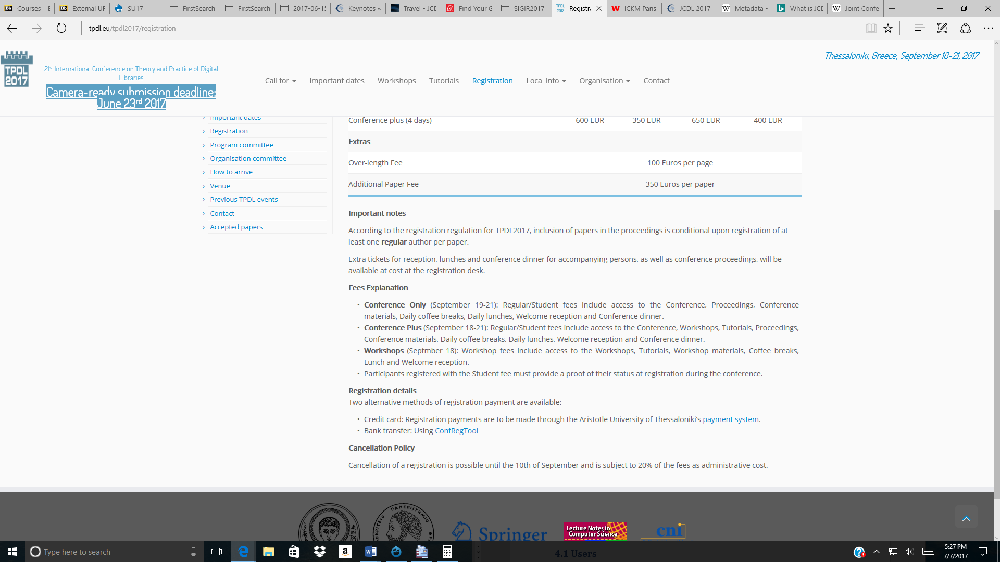 Courses – E
External UF
SU17
FirstSearch
FirstSearch
2017-06-15
Keynotes «
Travel - JCD
Find Your G
SIGIR2017 -
Registra
ICKM Paris
JCDL 2017
Metadata -
What is JCD
Joint Confe
tpdl.eu/tpdl2017/registration
TPDL
2017
21st International Conference on Theory and Practice of Digital
Libraries
Camera-ready submission deadline:
June 23rd 2017
Thessaloniki, Greece, September 18-21, 2017
Call for
Important dates
Workshops
Tutorials
Registration
Local info
Organisation
Contact
Important dates
Registration
Program committee
Organisation committee
How to arrive
Venue
Previous TPDL events
Contact
Accepted papers
Conference plus (4 days) 600 EUR 350 EUR 650 EUR 400 EUR
Extras
Over-length Fee 100 Euros per page
Additional Paper Fee 350 Euros per paper
Important notes
According to the registration regulation for TPDL2017, inclusion of papers in the proceedings is conditional upon registration of at
least one regular author per paper.
Extra tickets for reception, lunches and conference dinner for accompanying persons, as well as conference proceedings, will be
available at cost at the registration desk.
Fees Explanation
• Conference Only (September 19-21): Regular/Student fees include access to the Conference, Proceedings, Conference
materials, Daily coffee breaks, Daily lunches, Welcome reception and Conference dinner.
• Conference Plus (September 18-21): Regular/Student fees include access to the Conference, Workshops, Tutorials, Proceedings,
Conference materials, Daily coffee breaks, Daily lunches, Welcome reception and Conference dinner.
• Workshops (Septmber 18): Workshop fees include access to the Workshops, Tutorials, Workshop materials, Coffee breaks,
Lunch and Welcome reception.
• Participants registered with the Student fee must provide a proof of their status at registration during the conference.
Registration details
Two alternative methods of registration payment are available:
• Credit card: Registration payments are to be made through the Aristotle University of Thessaloniki's payment system.
• Bank transfer: Using ConfRegTool
Cancellation Policy
Cancellation of a registration is possible until the 10th of September and is subject to 20% of the fees as administrative cost.
Springer
Lecture Notes in
Computer Science
cni
Type here to search
4.1 Users
5:27 PM
7/7/2017